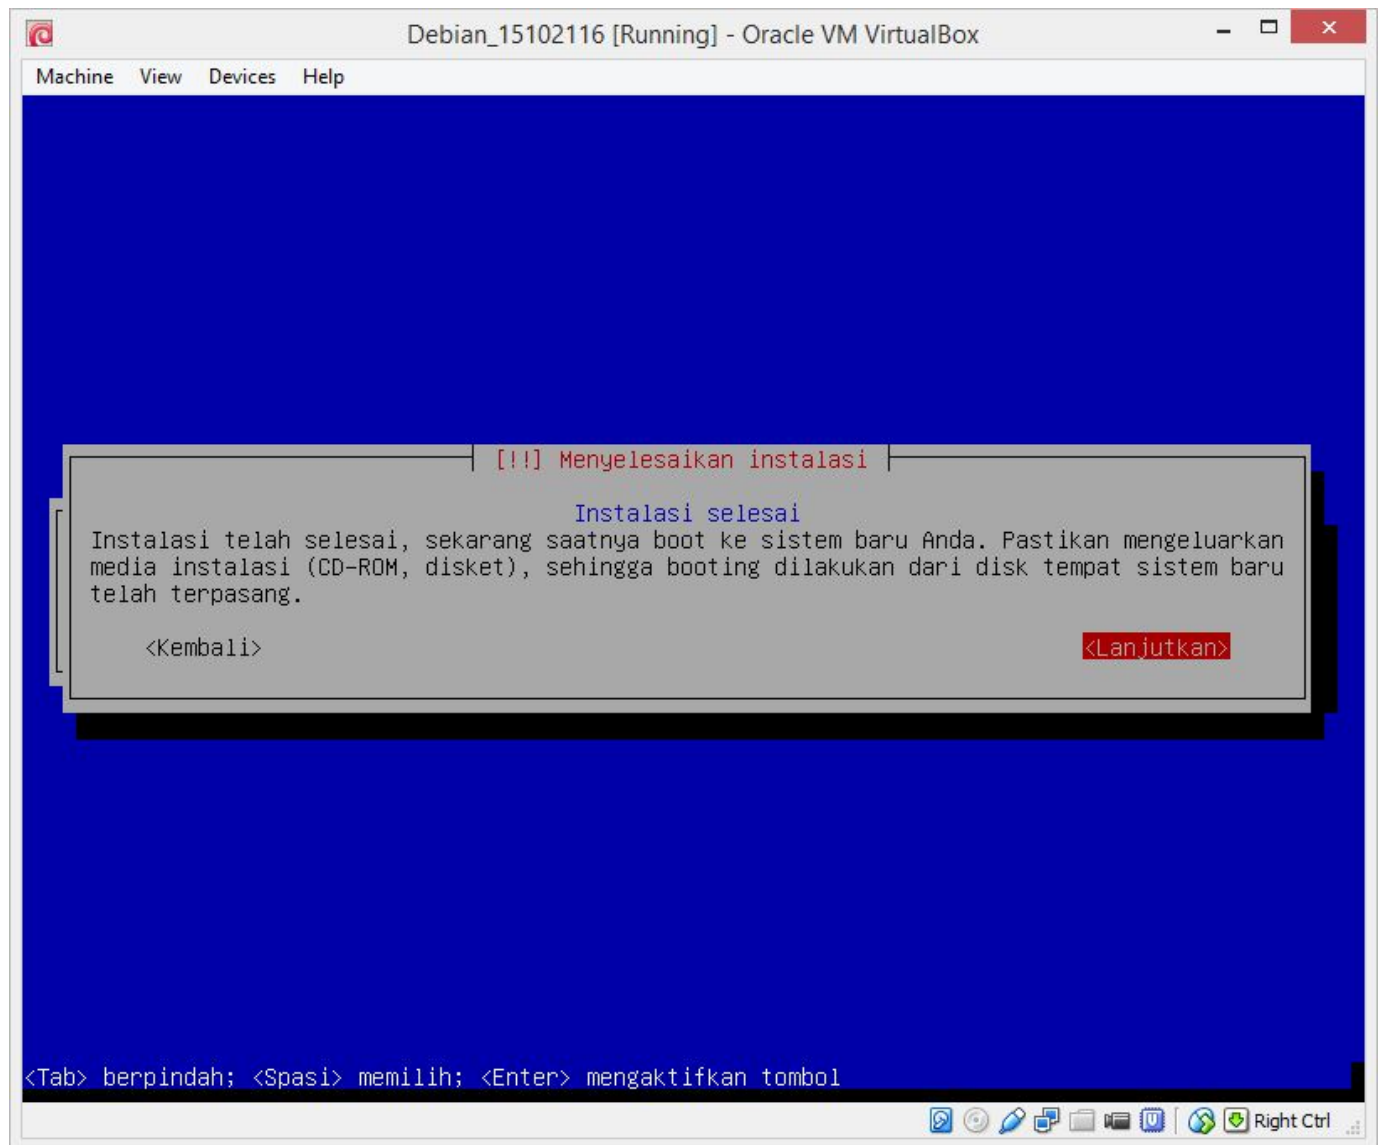 Debian_15102116 [Running] - Oracle VM VirtualBox
Machine View Devices Help
[!!] Menyelesaikan instalasi
Instalasi selesai
Instalasi telah selesai, sekarang saatnya boot ke sistem baru Anda. Pastikan mengeluarkan
media instalasi (CD-ROM, disket), sehingga booting dilakukan dari disk tempat sistem baru
telah terpasang.
<Kembali> <Lanjutkan>
<Tab> berpindah; <Spasi> memilih; <Enter> mengaktifkan tombol
Right Ctrl